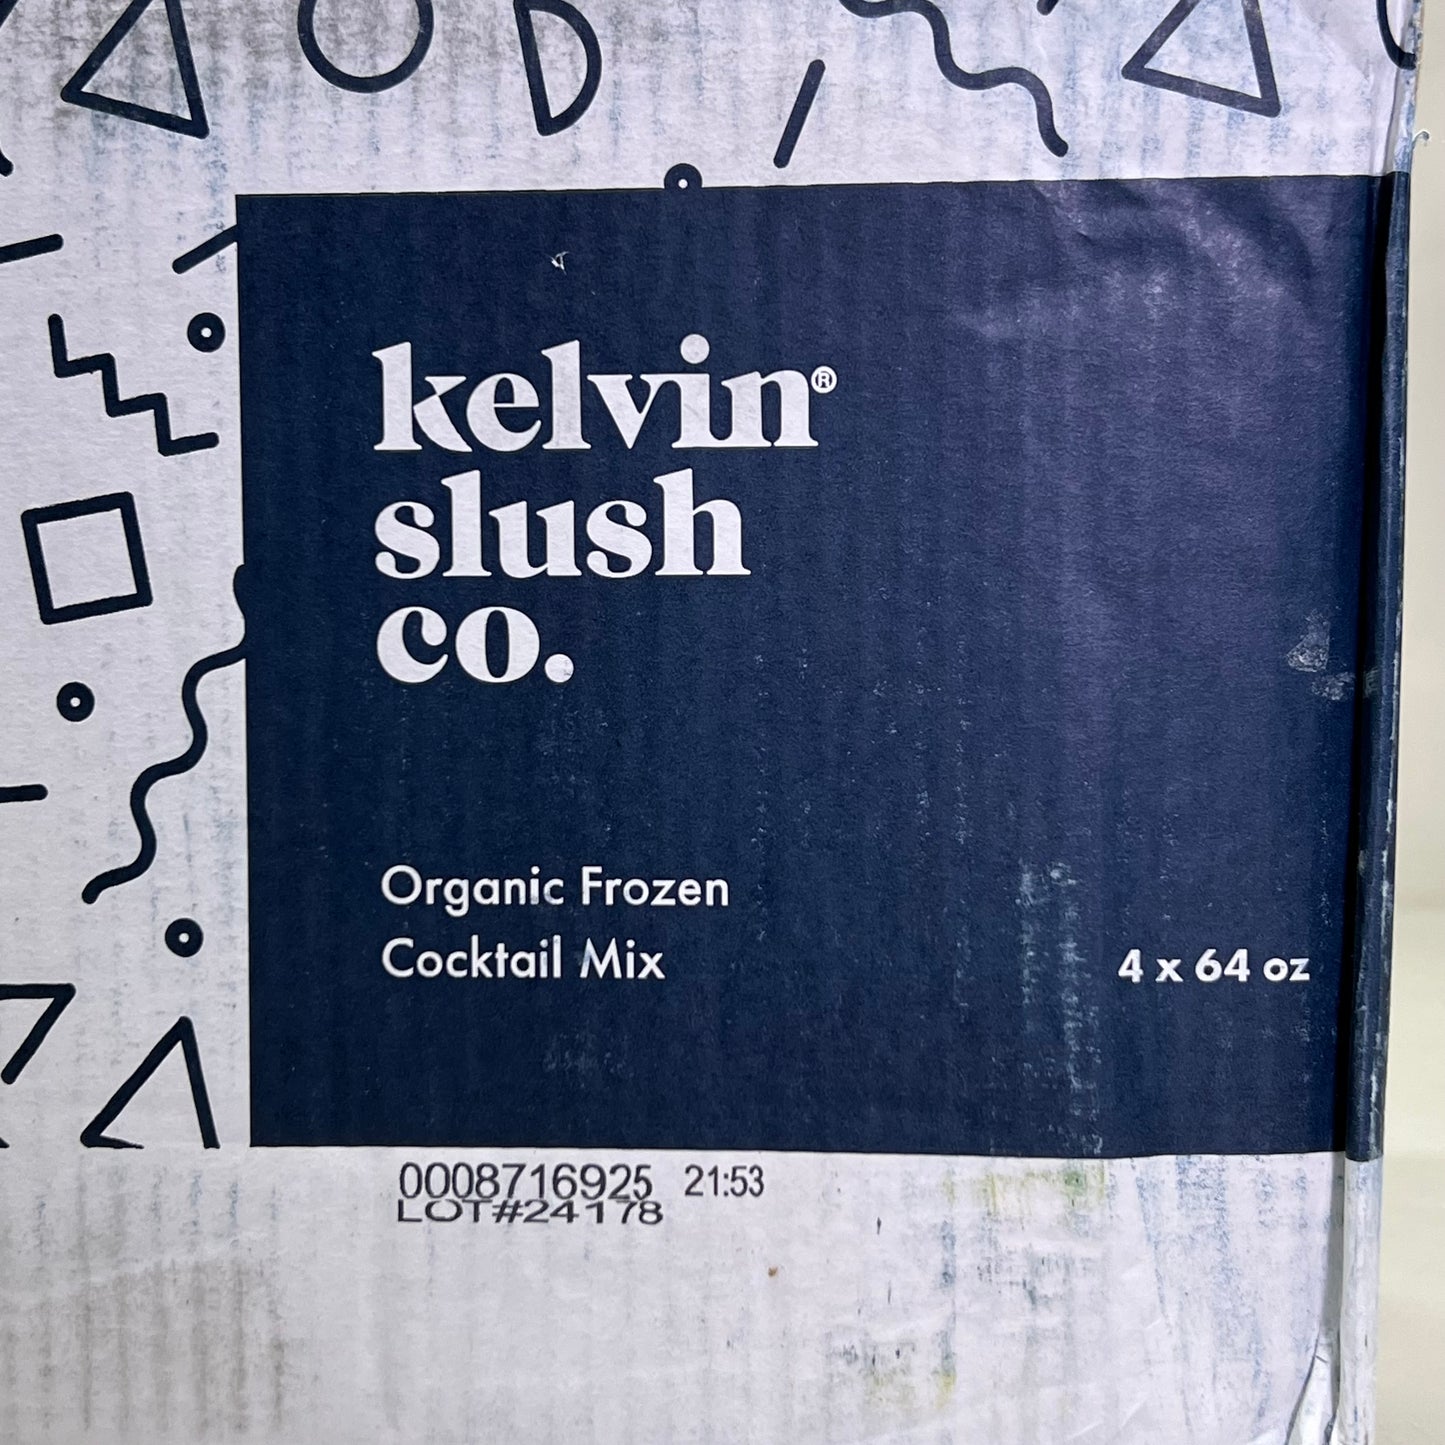 kelvin®
slush
co.
Organic Frozen
Cocktail Mix
4 x 64 oz
0008716925 21:53
LOT#24178